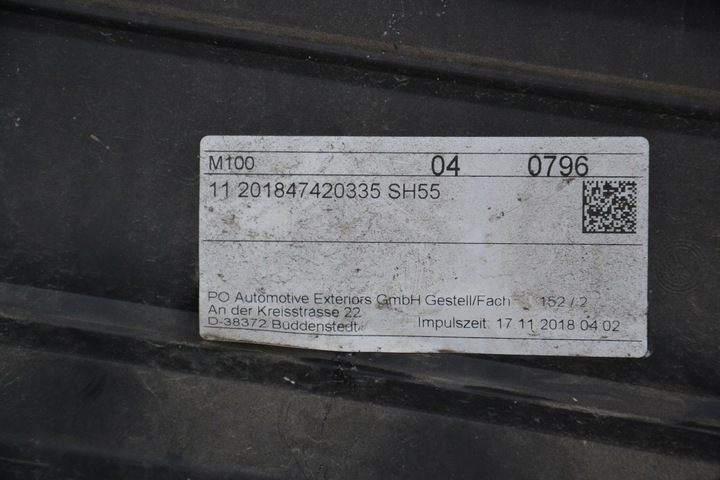 M100 04 0796
11 201847420335 SH55
PO Automotive Exteriors GmbH Gestell/Fach 152 / 2
An der Kreisstrasse 22
D-38372 Büddenstedt Impulszeit 17 11 2018 04 02